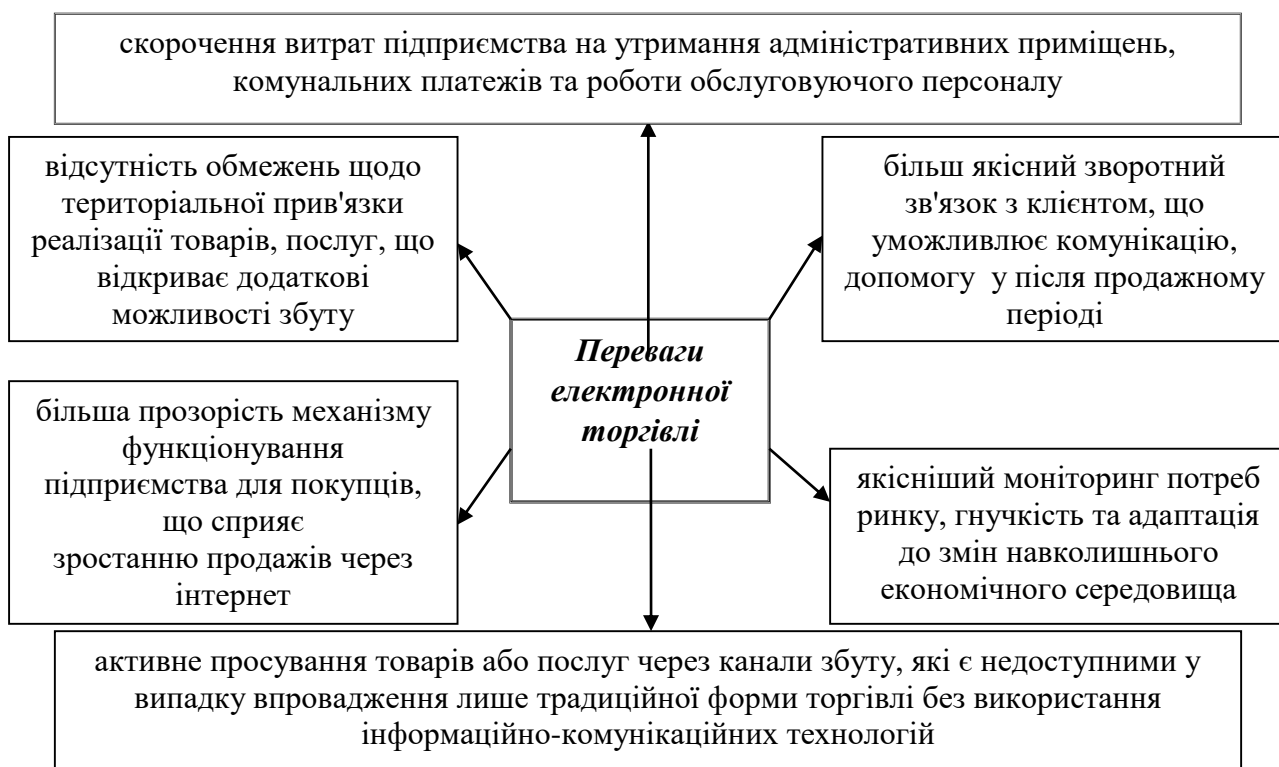 скорочення витрат підприємства на утримання адміністративних приміщень,
комунальних платежів та роботи обслуговуючого персоналу
відсутність обмежень щодо
територіальної прив'язки
реалізації товарів, послуг, що
відкриває додаткові
можливості збуту
більш якісний зворотний
зв'язок з клієнтом, що
уможливлює комунікацію,
допомогу у після продажному
періоді
Переваги
електронної
торгівлі
більша прозорість механізму
функціонування
підприємства для покупців,
що сприяє
зростанню продажів через
інтернет
якісніший моніторинг потреб
ринку, гнучкість та адаптація
до змін навколишнього
економічного середовища
активне просування товарів або послуг через канали збуту, які є недоступними у
випадку впровадження лише традиційної форми торгівлі без використання
інформаційно-комунікаційних технологій